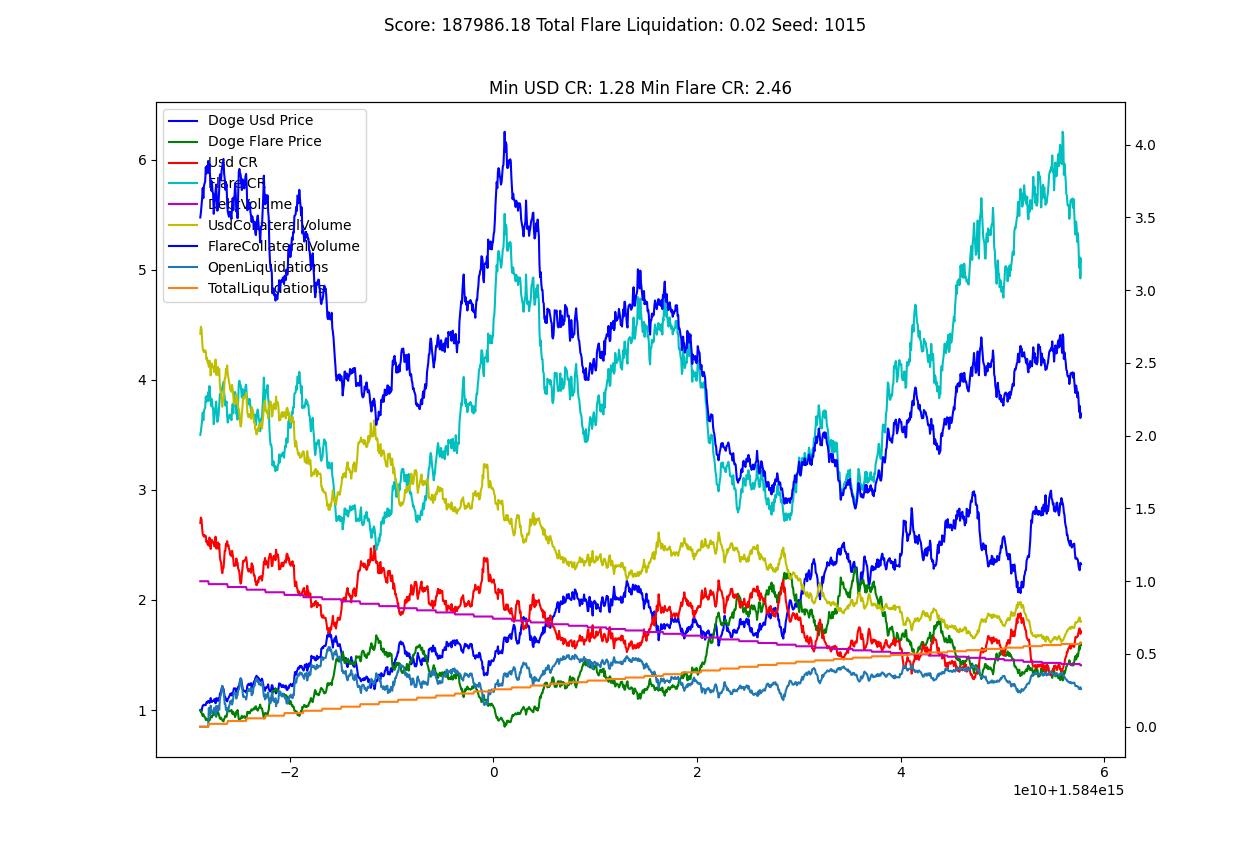 Score: 187986.18 Total Flare Liquidation: 0.02 Seed: 1015
Min USD CR: 1.28 Min Flare CR: 2.46
Doge Usd Price
Doge Flare Price
Usd CR
Flare CR
DebtVolume
UsdCollateralVolume
FlareCollateralVolume
OpenLiquidations
TotalLiquidations
6
5
4
3
2
1
4.0
3.5
3.0
2.5
2.0
1.5
1.0
0.5
0.0
−2
0
2
4
6
1e10+1.584e15